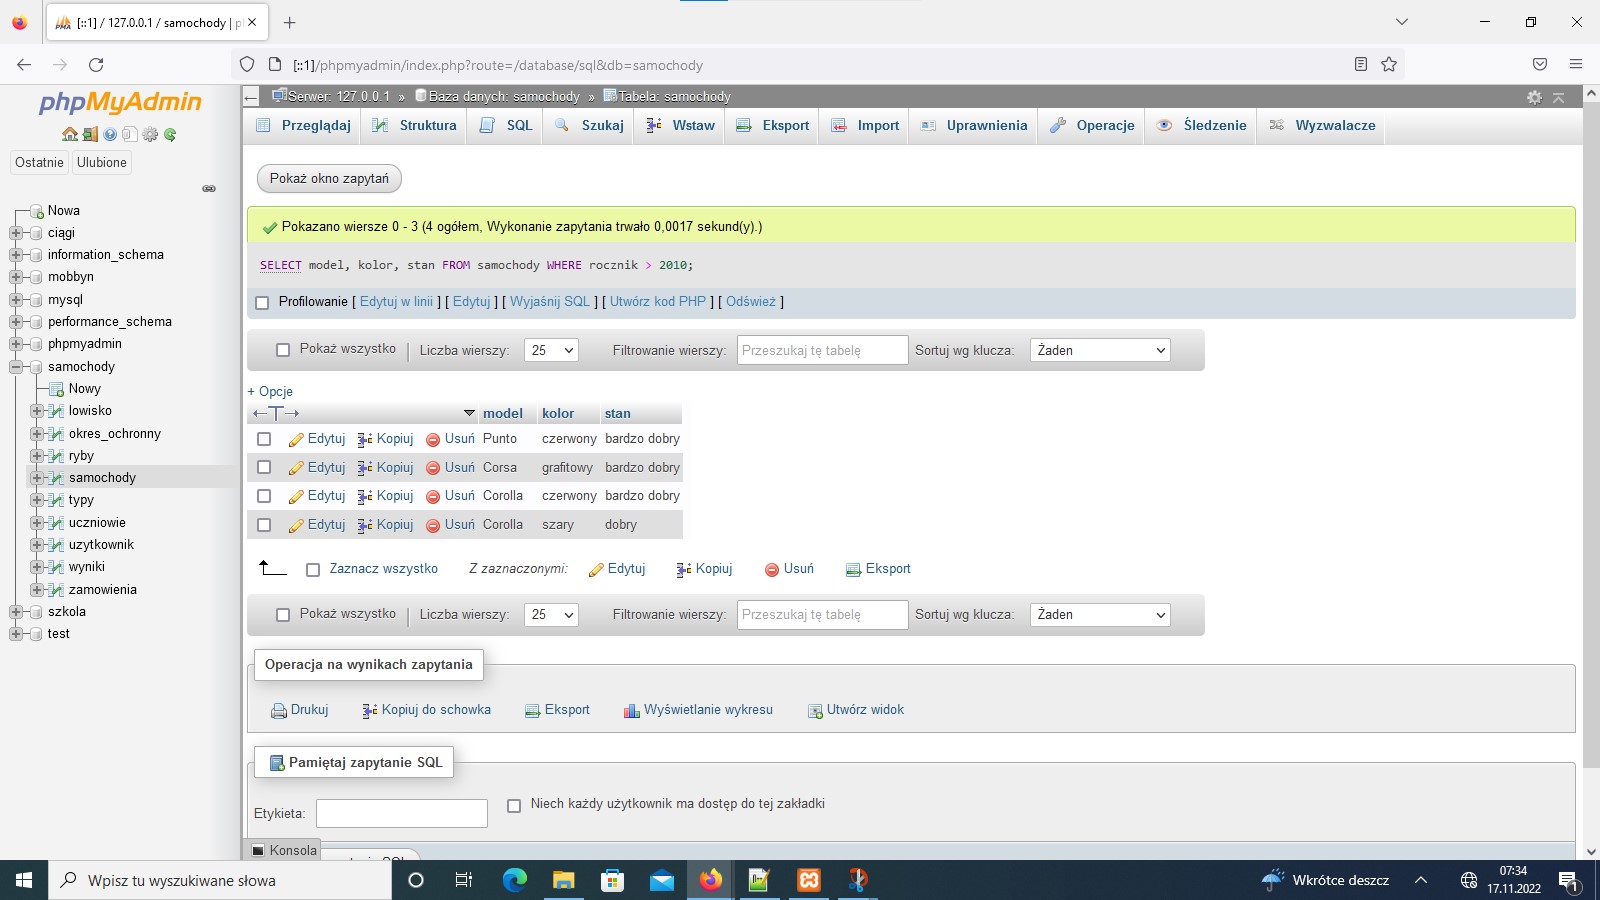 [::1] / 127.0.0.1 / samochody | p
[::1]/phpmyadmin/index.php?route=/database/sql&db=samochody
phpMyAdmin
Ostatnie Ulubione
Nowa
ciągi
information_schema
mobbyn
mysql
performance_schema
phpmyadmin
samochody
Nowy
lowisko
okres_ochronny
ryby
samochody
typy
uczniowie
uzytkownik
wyniki
zamowienia
szkola
test
Serwer: 127.0.0.1 » Baza danych: samochody » Tabela: samochody
Przeglądaj Struktura SQL Szukaj Wstaw Eksport Import Uprawnienia Operacje Śledzenie Wyzwalacze
Pokaż okno zapytań
Pokazano wiersze 0 - 3 (4 ogółem, Wykonanie zapytania trwało 0,0017 sekund(y).)
SELECT model, kolor, stan FROM samochody WHERE rocznik > 2010;
Profilowanie [ Edytuj w linii ] [ Edytuj ] [ Wyjaśnij SQL ] [ Utwórz kod PHP ] [ Odśwież ]
Pokaż wszystko | Liczba wierszy: 25 Filtrowanie wierszy: Przeszukaj tę tabelę Sortuj wg klucza: Żaden
+ Opcje
←T→ model kolor stan
Edytuj Kopiuj Usuń Punto czerwony bardzo dobry
Edytuj Kopiuj Usuń Corsa grafitowy bardzo dobry
Edytuj Kopiuj Usuń Corolla czerwony bardzo dobry
Edytuj Kopiuj Usuń Corolla szary dobry
Zaznacz wszystko Z zaznaczonymi: Edytuj Kopiuj Usuń Eksport
Pokaż wszystko | Liczba wierszy: 25 Filtrowanie wierszy: Przeszukaj tę tabelę Sortuj wg klucza: Żaden
Operacja na wynikach zapytania
Drukuj Kopiuj do schowka Eksport Wyświetlanie wykresu Utwórz widok
Pamiętaj zapytanie SQL
Etykieta: Niech każdy użytkownik ma dostęp do tej zakładki
Konsola
Wpisz tu wyszukiwane słowa
Wkrótce deszcz
07:34
17.11.2022
1